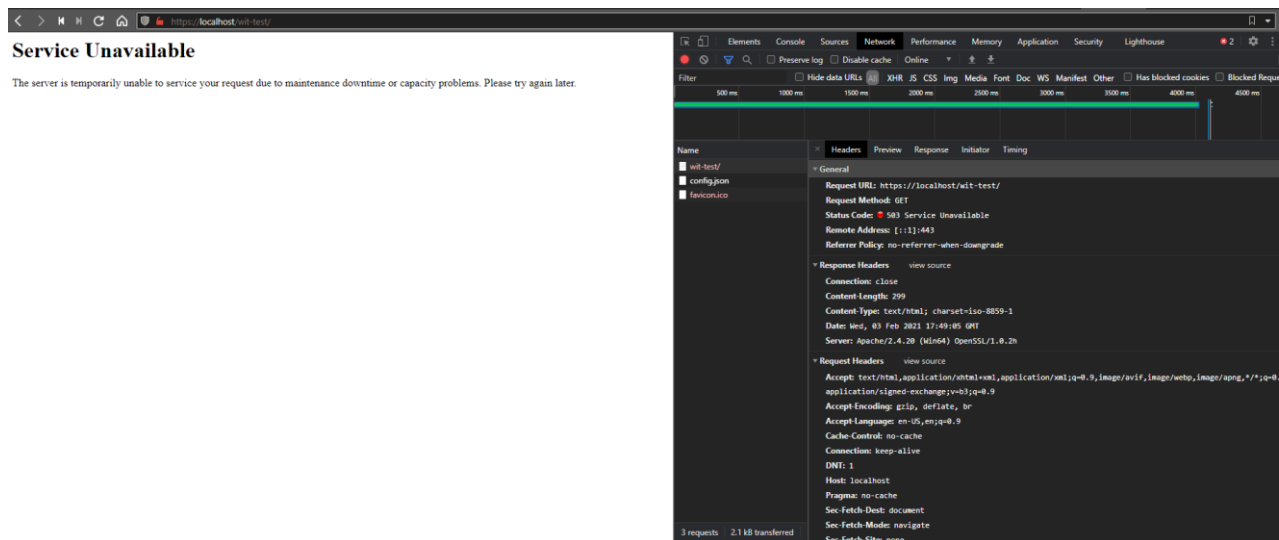 https://localhost/wit-test/
Service Unavailable
The server is temporarily unable to service your request due to maintenance downtime or capacity problems. Please try again later.
Elements Console Sources Network Performance Memory Application Security Lighthouse 2
Preserve log Disable cache Online
Filter Hide data URLs All XHR JS CSS Img Media Font Doc WS Manifest Other Has blocked cookies Blocked Reque
500 ms 1000 ms 1500 ms 2000 ms 2500 ms 3000 ms 3500 ms 4000 ms 4500 ms
Name
wit-test/
config.json
favicon.ico
3 requests 2.1 kB transferred
Headers Preview Response Initiator Timing
General
Request URL: https://localhost/wit-test/
Request Method: GET
Status Code: 503 Service Unavailable
Remote Address: [::1]:443
Referrer Policy: no-referrer-when-downgrade
Response Headers view source
Connection: close
Content-Length: 299
Content-Type: text/html; charset=iso-8859-1
Date: Wed, 03 Feb 2021 17:49:05 GMT
Server: Apache/2.4.20 (Win64) OpenSSL/1.0.2h
Request Headers view source
Accept: text/html,application/xhtml+xml,application/xml;q=0.9,image/avif,image/webp,image/apng,*/*;q=0.
application/signed-exchange;v=b3;q=0.9
Accept-Encoding: gzip, deflate, br
Accept-Language: en-US,en;q=0.9
Cache-Control: no-cache
Connection: keep-alive
DNT: 1
Host: localhost
Pragma: no-cache
Sec-Fetch-Dest: document
Sec-Fetch-Mode: navigate
Sec-Fetch-Site: none